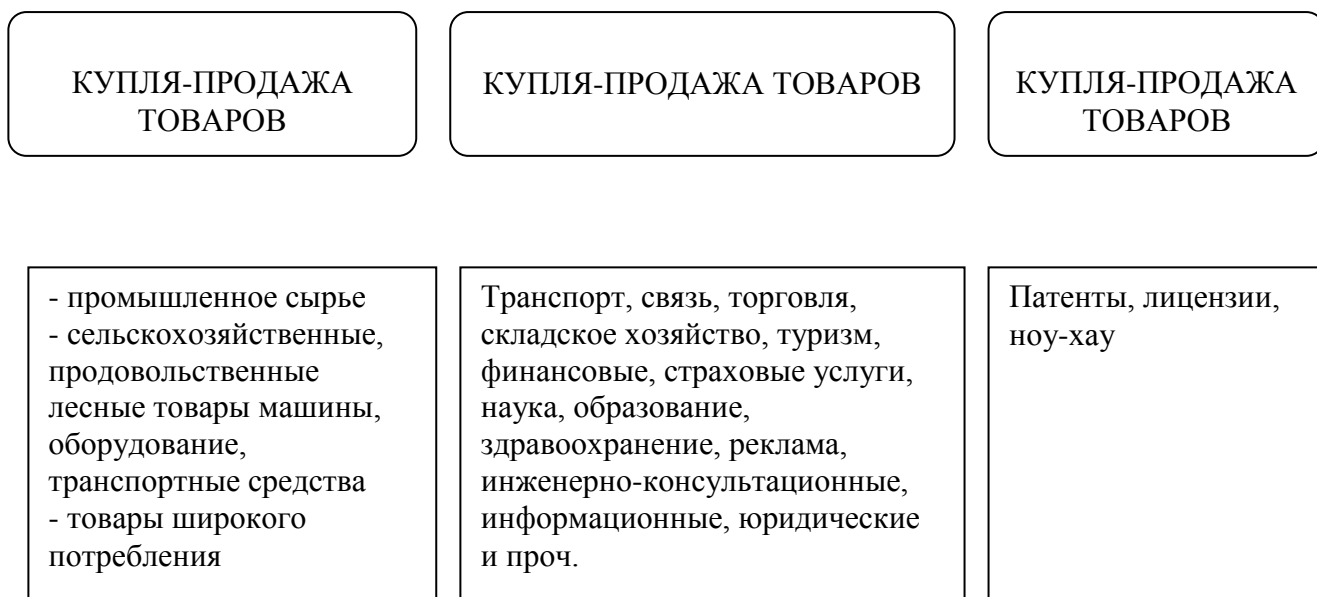 КУПЛЯ-ПРОДАЖА
ТОВАРОВ
КУПЛЯ-ПРОДАЖА ТОВАРОВ
КУПЛЯ-ПРОДАЖА
ТОВАРОВ
- промышленное сырье
- сельскохозяйственные,
продовольственные
лесные товары машины,
оборудование,
транспортные средства
- товары широкого
потребления
Транспорт, связь, торговля,
складское хозяйство, туризм,
финансовые, страховые услуги,
наука, образование,
здравоохранение, реклама,
инженерно-консультационные,
информационные, юридические
и проч.
Патенты, лицензии,
ноу-хау